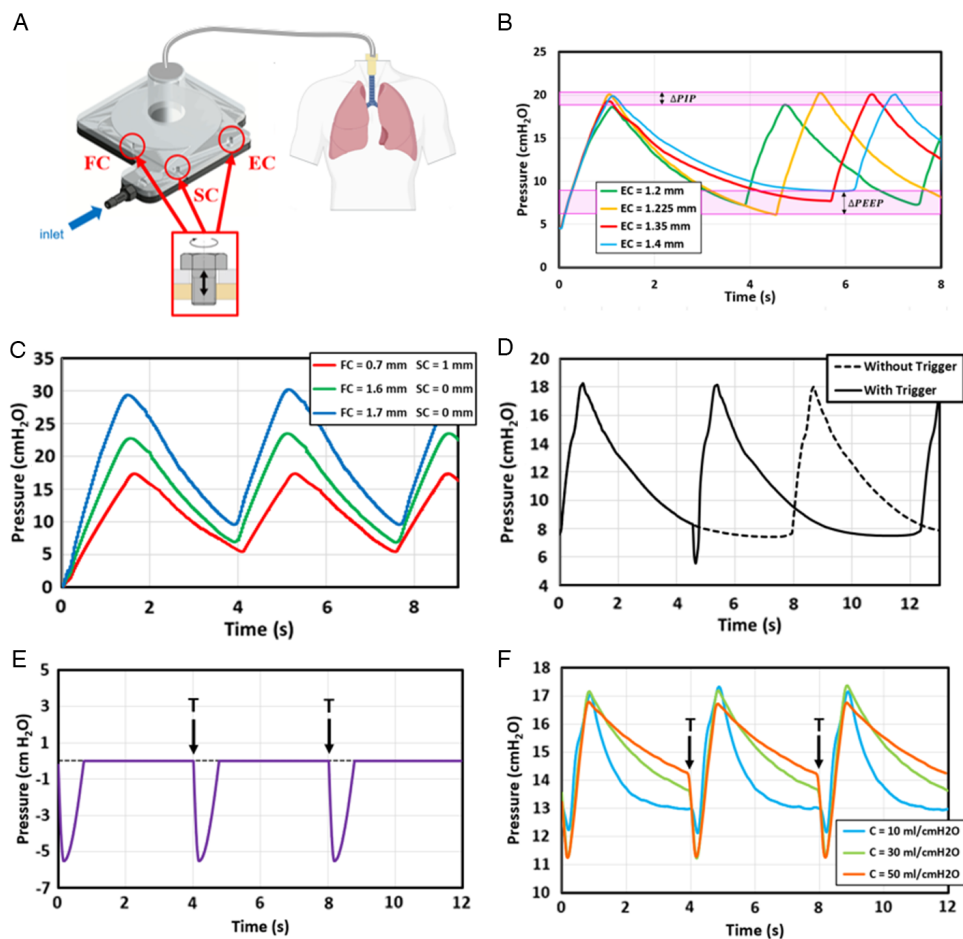 A
FC
SC
EC
inlet
B
Pressure (cmH₂O)
25
20
15
10
5
0
ΔPIP
ΔPEEP
EC = 1.2 mm
EC = 1.225 mm
EC = 1.35 mm
EC = 1.4 mm
0 2 4 6 8
Time (s)
C
Pressure (cmH₂O)
35
30
25
20
15
10
5
0
FC = 0.7 mm SC = 1 mm
FC = 1.6 mm SC = 0 mm
FC = 1.7 mm SC = 0 mm
0 2 4 6 8
Time (s)
D
Pressure (cmH₂O)
20
18
16
14
12
10
8
6
4
Without Trigger
With Trigger
0 2 4 6 8 10 12
Time (s)
E
Pressure (cm H₂O)
5
3
1
-1
-3
-5
-7
T
T
0 2 4 6 8 10 12
Time (s)
F
Pressure (cmH₂O)
18
17
16
15
14
13
12
11
10
T
T
C = 10 ml/cmH2O
C = 30 ml/cmH2O
C = 50 ml/cmH2O
0 2 4 6 8 10 12
Time (s)